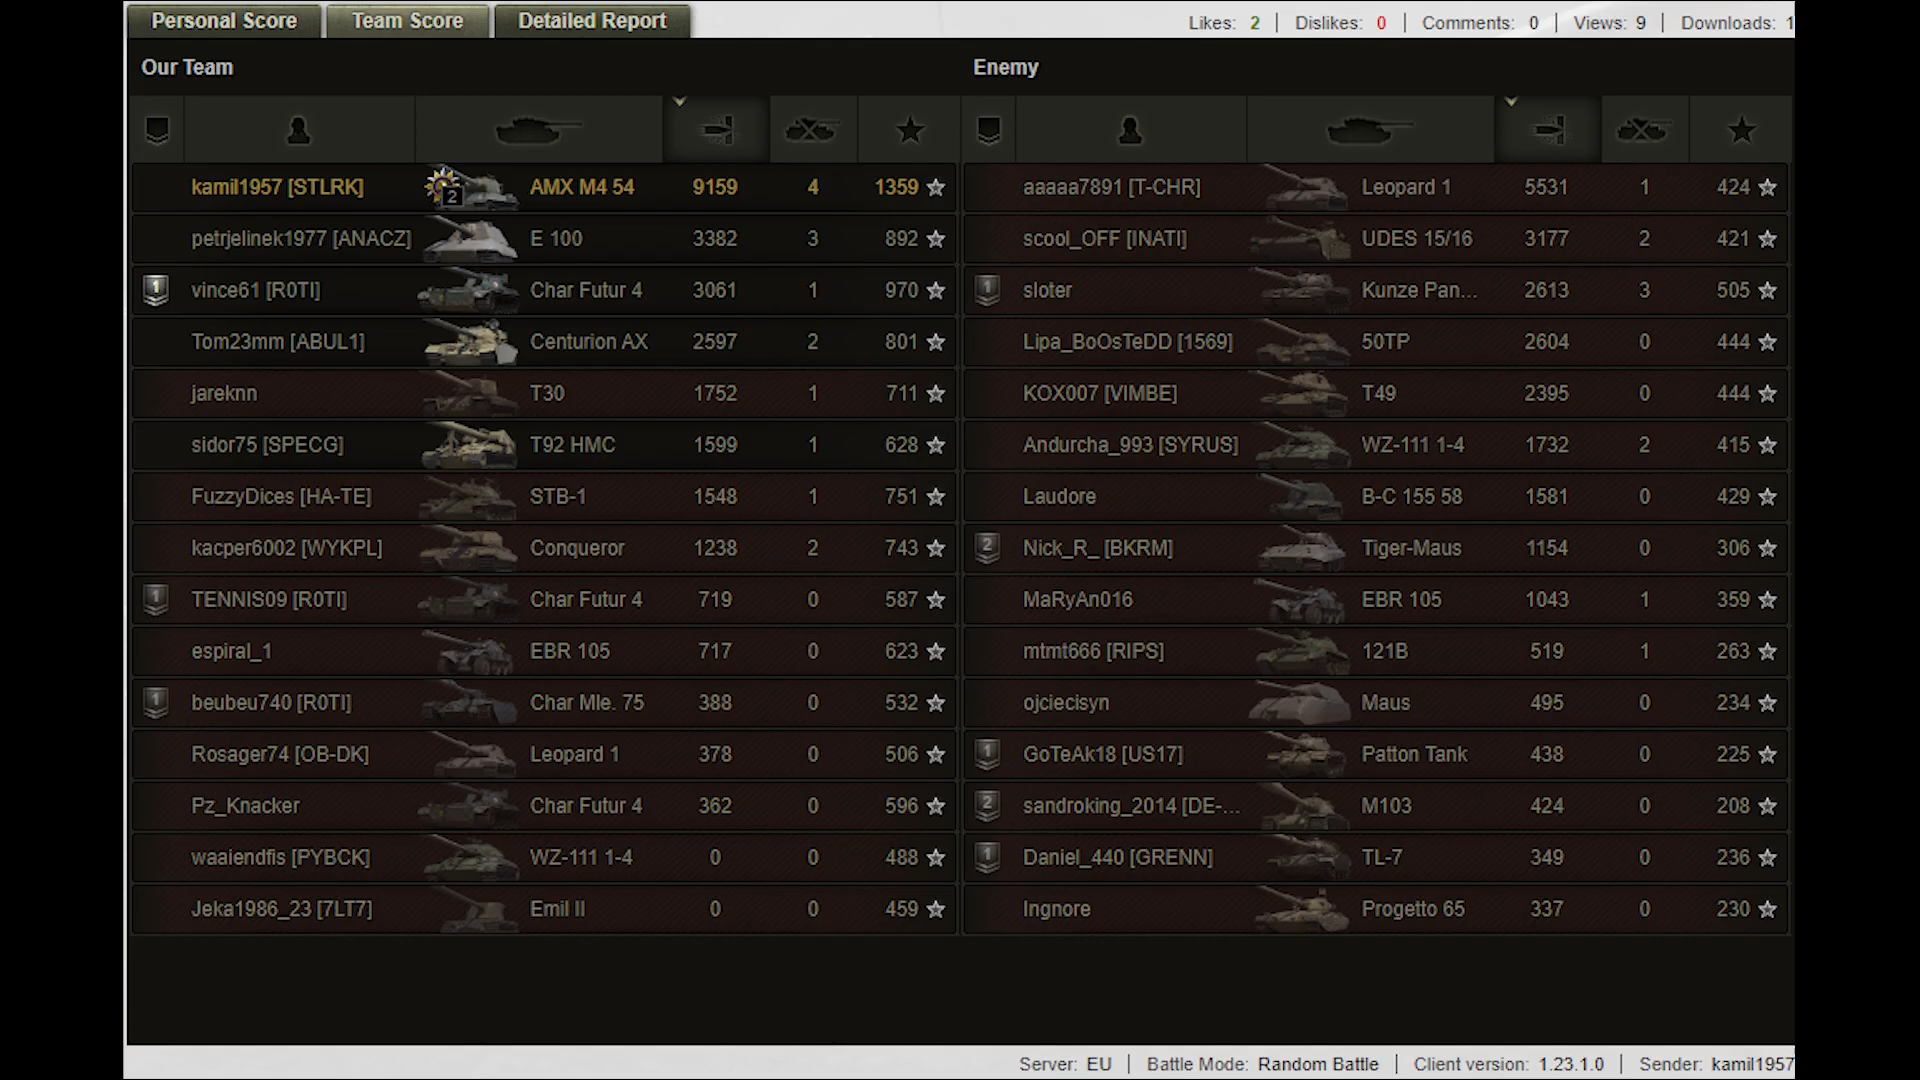 Personal Score Team Score Detailed Report Likes: 2 | Dislikes: 0 | Comments: 0 | Views: 9 | Downloads: 1
Our Team Enemy
kamil1957 [STLRK] 2 AMX M4 54 9159 4 1359 aaaaa7891 [T-CHR] Leopard 1 5531 1 424
petrjelinek1977 [ANACZ] E 100 3382 3 892 scool_OFF [INATI] UDES 15/16 3177 2 421
1 vince61 [R0TI] Char Futur 4 3061 1 970 1 sloter Kunze Pan... 2613 3 505
Tom23mm [ABUL1] Centurion AX 2597 2 801 Lipa_BoOsTeDD [1569] 50TP 2604 0 444
jareknn T30 1752 1 711 KOX007 [VIMBE] T49 2395 0 444
sidor75 [SPECG] T92 HMC 1599 1 628 Andurcha_993 [SYRUS] WZ-111 1-4 1732 2 415
FuzzyDices [HA-TE] STB-1 1548 1 751 Laudore B-C 155 58 1581 0 429
kacper6002 [WYKPL] Conqueror 1238 2 743 2 Nick_R_ [BKRM] Tiger-Maus 1154 0 306
1 TENNIS09 [R0TI] Char Futur 4 719 0 587 MaRyAn016 EBR 105 1043 1 359
espiral_1 EBR 105 717 0 623 mtmt666 [RIPS] 121B 519 1 263
1 beubeu740 [R0TI] Char Mle. 75 388 0 532 ojciecisyn Maus 495 0 234
Rosager74 [OB-DK] Leopard 1 378 0 506 1 GoTeAk18 [US17] Patton Tank 438 0 225
Pz_Knacker Char Futur 4 362 0 596 2 sandroking_2014 [DE-... M103 424 0 208
waaiendfis [PYBCK] WZ-111 1-4 0 0 488 1 Daniel_440 [GRENN] TL-7 349 0 236
Jeka1986_23 [7LT7] Emil II 0 0 459 Ingnore Progetto 65 337 0 230
Server: EU | Battle Mode: Random Battle | Client version: 1.23.1.0 | Sender: kamil1957